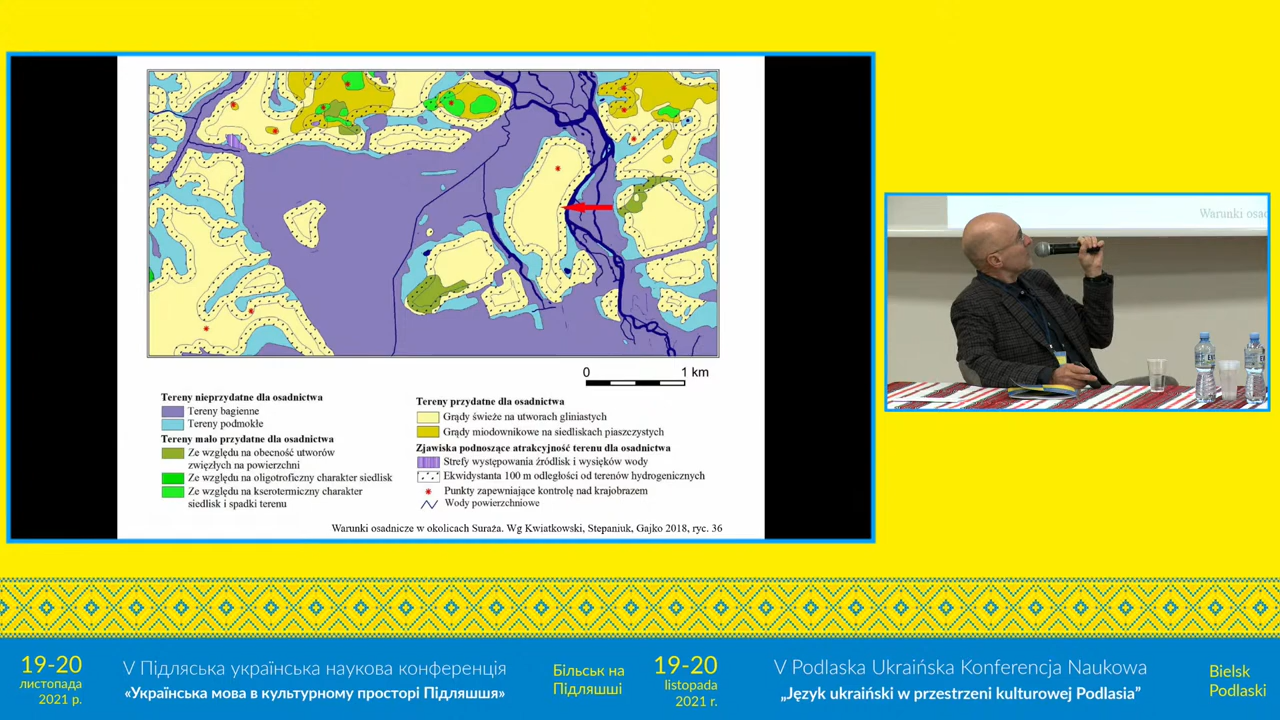 0 1 km
Tereny nieprzydatne dla osadnictwa
Tereny bagienne
Tereny podmokłe
Tereny mało przydatne dla osadnictwa
Ze względu na obecność utworów
zwięzłych na powierzchni
Ze względu na oligotroficzny charakter siedlisk
Ze względu na kserotermiczny charakter
siedlisk i spadki terenu
Tereny przydatne dla osadnictwa
Grądy świeże na utworach gliniastych
Grądy miodownikowe na siedliskach piaszczystych
Zjawiska podnoszące atrakcyjność terenu dla osadnictwa
Strefy występowania źródlisk i wysięków wody
Ekwidystanta 100 m odległości od terenów hydrogenicznych
Punkty zapewniające kontrolę nad krajobrazem
Wody powierzchniowe
Warunki osadnicze w okolicach Suraża. Wg Kwiatkowski, Stepaniuk, Gajko 2018, ryc. 36
Warunki osad
19-20
листопада
2021 р.
V Підляська українська наукова конференція
«Українська мова в культурному просторі Підляшшя»
Більськ на
Підляшші
19-20
listopada
2021 r.
V Podlaska Ukraińska Konferencja Naukowa
„Język ukraiński w przestrzeni kulturowej Podlasia”
Bielsk
Podlaski